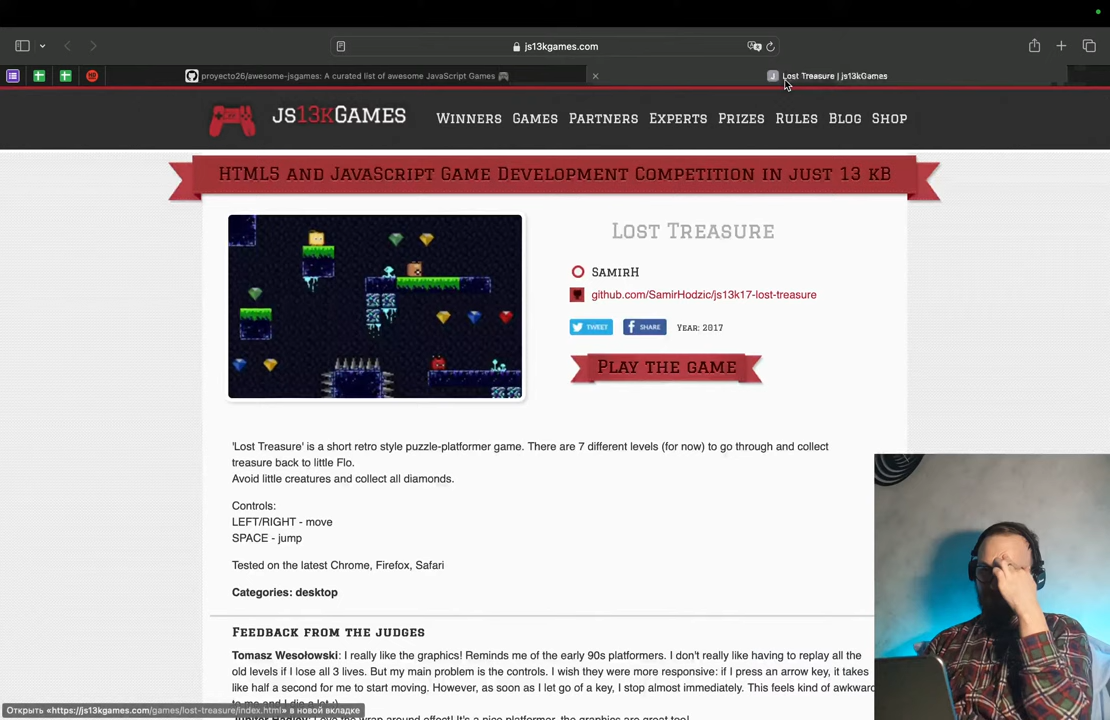 js13kgames.com
proyecto26/awesome-jsgames: A curated list of awesome JavaScript Games 🎮
Lost Treasure | js13kGames
JS13KGAMES
WINNERS GAMES PARTNERS EXPERTS PRIZES RULES BLOG SHOP
HTML5 AND JAVASCRIPT GAME DEVELOPMENT COMPETITION IN JUST 13 KB
LOST TREASURE
SAMIRH
github.com/SamirHodzic/js13k17-lost-treasure
TWEET SHARE YEAR: 2017
PLAY THE GAME
'Lost Treasure' is a short retro style puzzle-platformer game. There are 7 different levels (for now) to go through and collect
treasure back to little Flo.
Avoid little creatures and collect all diamonds.
Controls:
LEFT/RIGHT - move
SPACE - jump
Tested on the latest Chrome, Firefox, Safari
Categories: desktop
FEEDBACK FROM THE JUDGES
Tomasz Wesołowski: I really like the graphics! Reminds me of the early 90s platformers. I don't really like having to replay all the
old levels if I lose all 3 lives. But my main problem is the controls. I wish they were more responsive: if I press an arrow key, it takes
like half a second for me to start moving. However, as soon as I let go of a key, I stop almost immediately. This feels kind of awkward
Открыть «https://js13kgames.com/games/lost-treasure/index.html» в новой вкладке